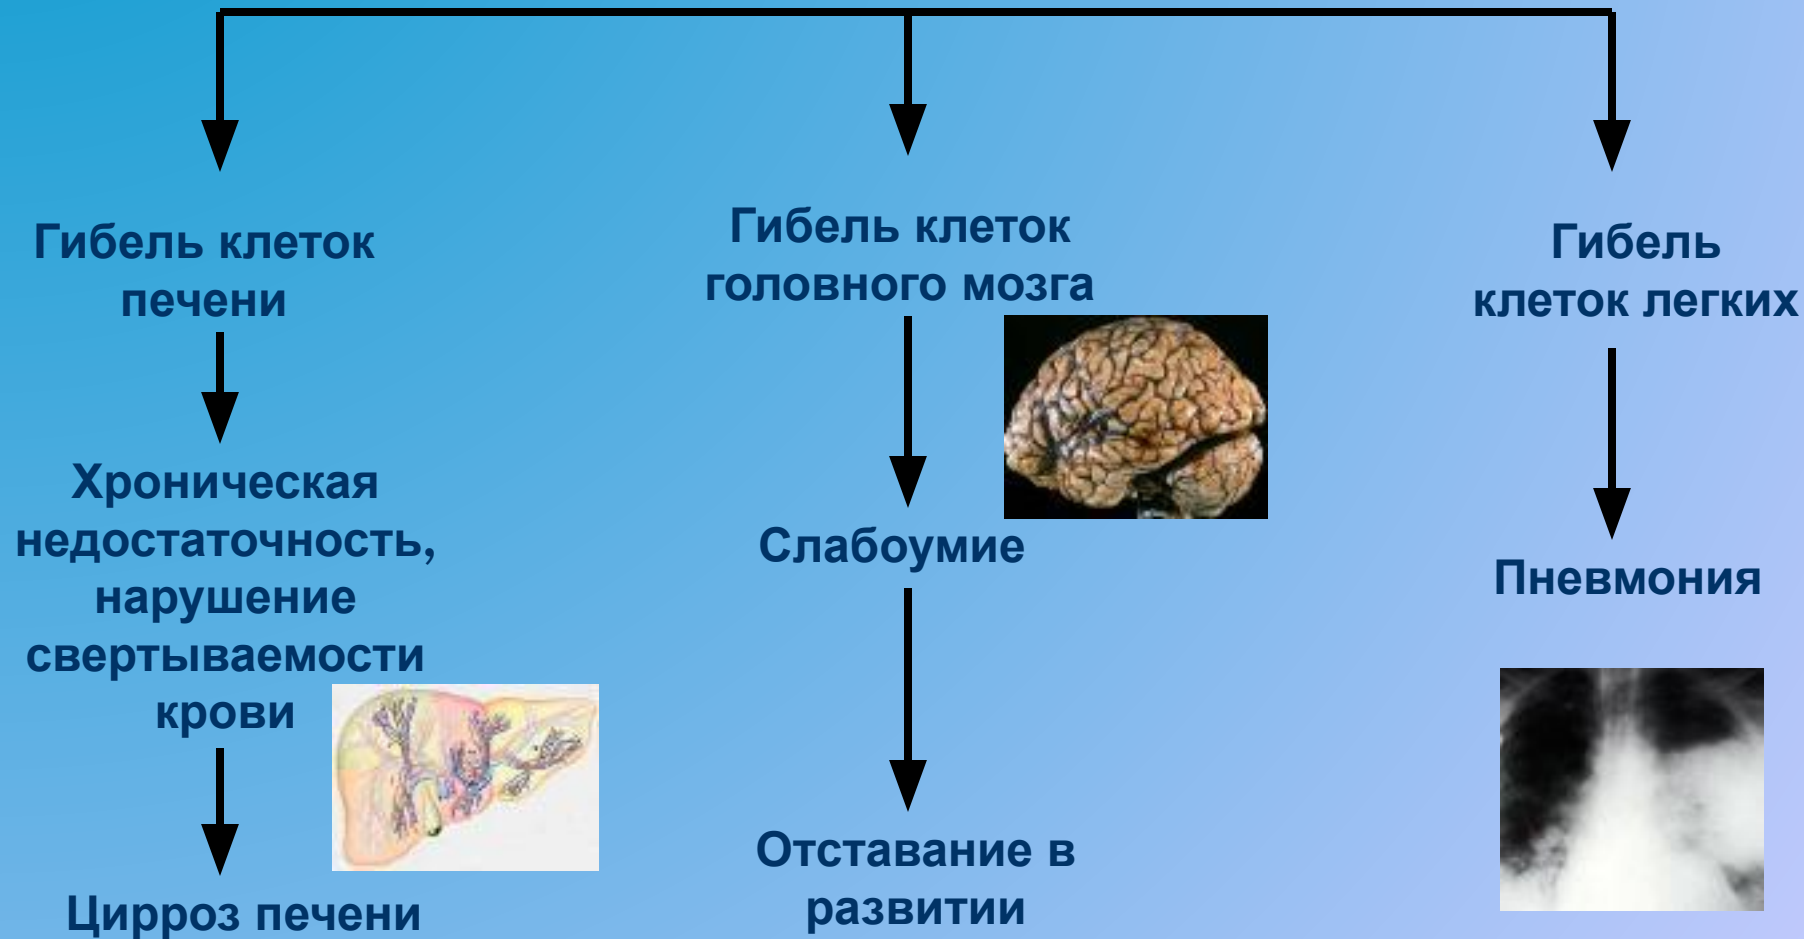 Гибель клеток
печени
Хроническая
недостаточность,
нарушение
свертываемости
крови
Цирроз печени
Гибель клеток
головного мозга
Слабоумие
Отставание в
развитии
Гибель
клеток легких
Пневмония